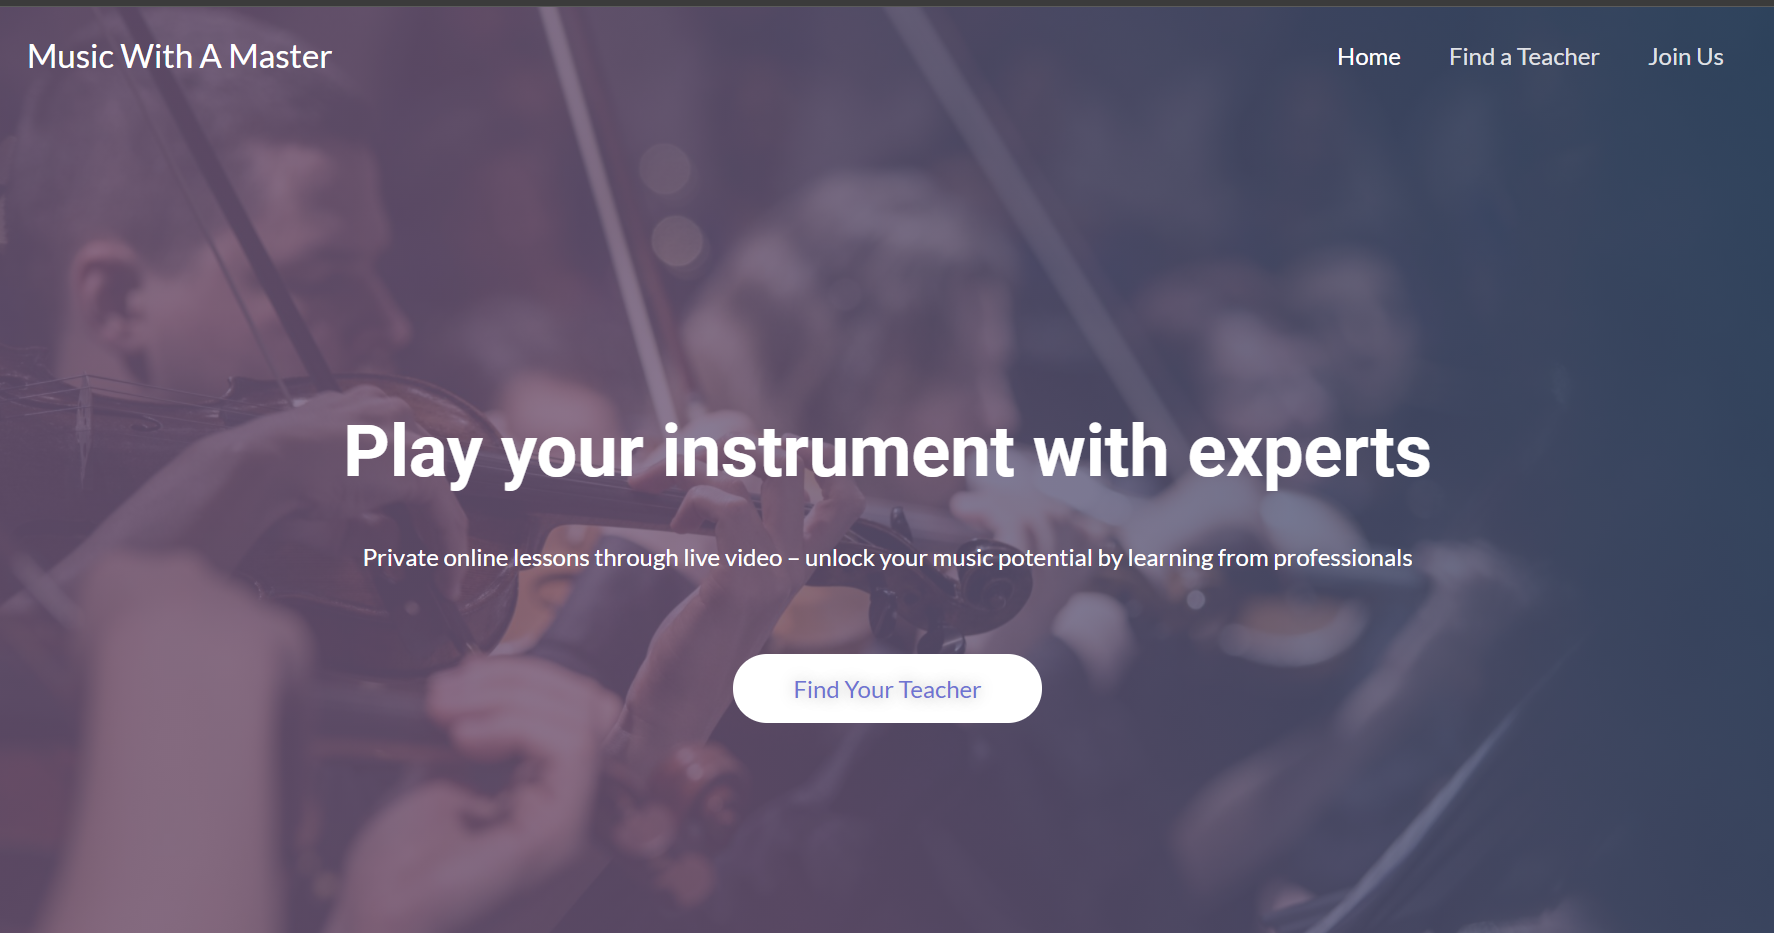 Music With A Master
Home Find a Teacher Join Us
Play your instrument with experts
Private online lessons through live video – unlock your music potential by learning from professionals
Find Your Teacher